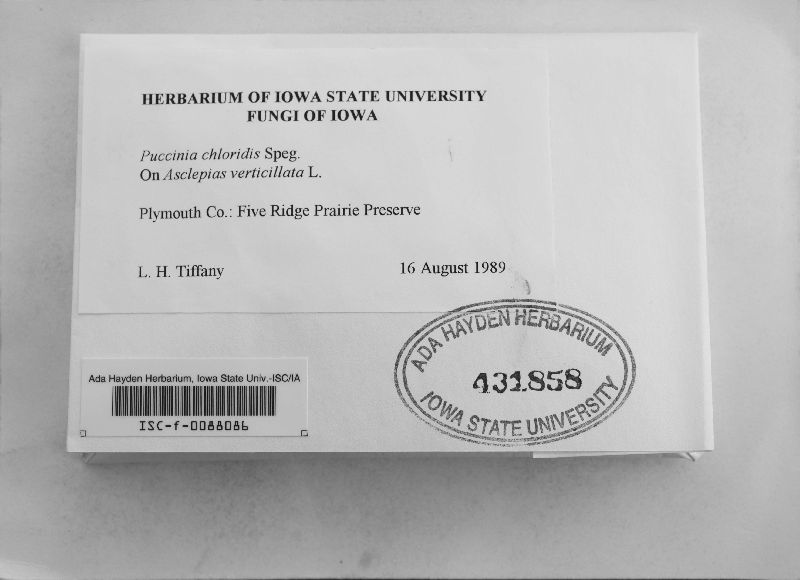 HERBARIUM OF IOWA STATE UNIVERSITY
FUNGI OF IOWA
Puccinia chloridis Speg.
On Asclepias verticillata L.
Plymouth Co.: Five Ridge Prairie Preserve
L. H. Tiffany 16 August 1989
Ada Hayden Herbarium, Iowa State Univ.-ISC/IA
ISC-f-0088086
ADA HAYDEN HERBARIUM
431858
IOWA STATE UNIVERSITY